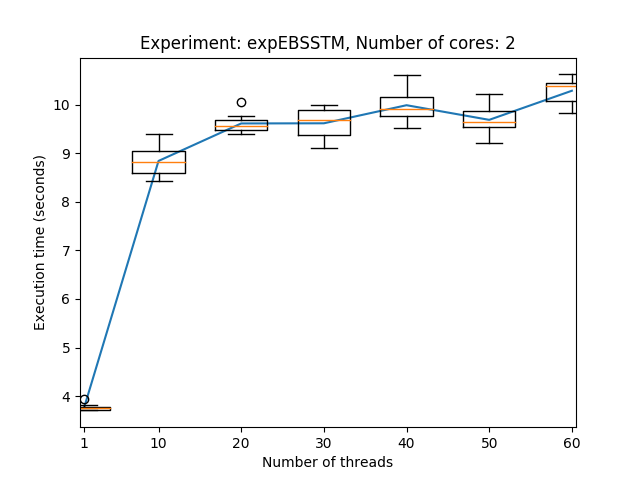 Experiment: expEBSSTM, Number of cores: 2
Execution time (seconds)
10
9
8
7
6
5
4
1 10 20 30 40 50 60
Number of threads